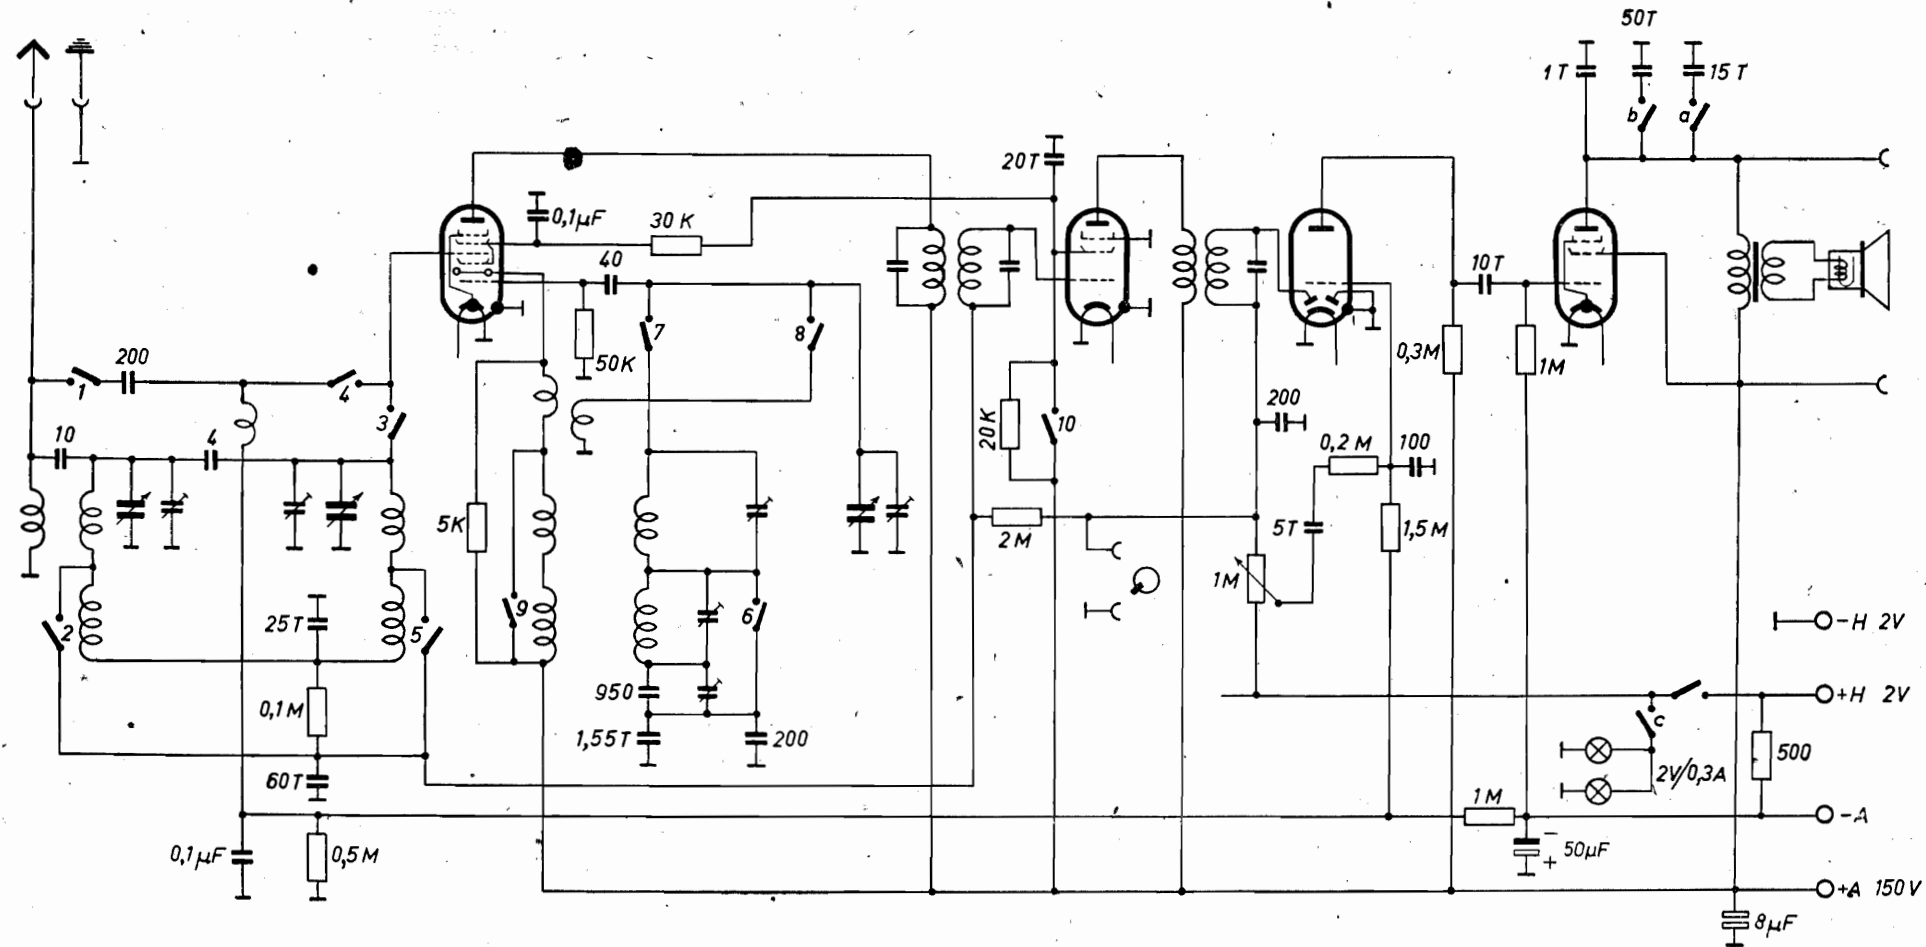 50T
1T
15T
b
a
20T
0,1µF
30K
40
10T
7
8
50K
0,3M
1M
200
1
4
3
10
4
20K
10
200
0,2M
100
5K
2M
5T
1,5M
1M
9
6
25T
2
5
-H 2V
950
0,1M
+H 2V
c
1,55T
200
500
60T
2V/0,3A
1M
-A
0,1µF
0,5M
−
+
50µF
+A 150V
8µF